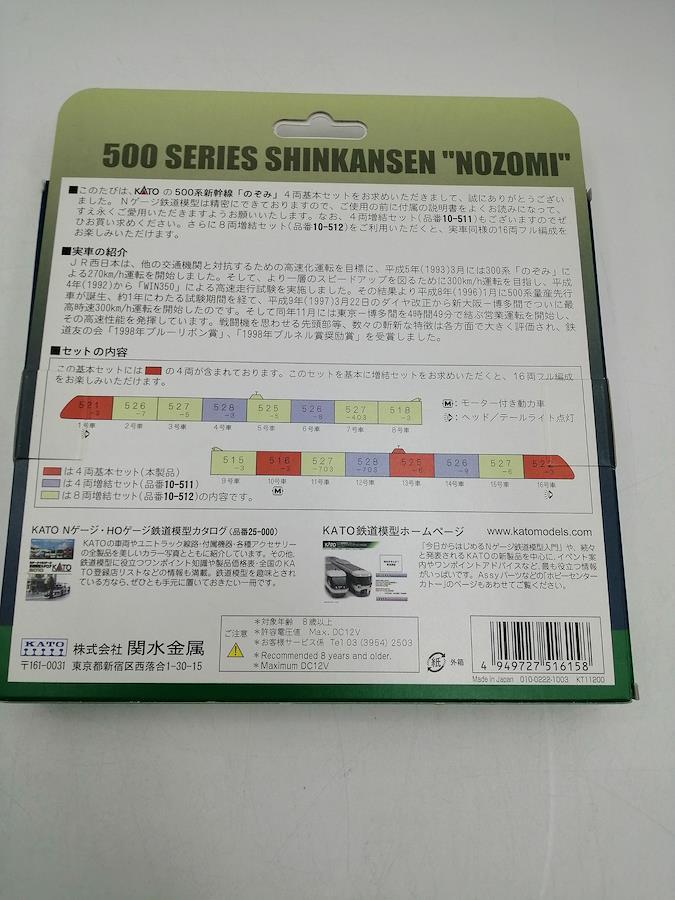 500 SERIES SHINKANSEN "NOZOMI"
■このたびは、KATOの500系新幹線「のぞみ」4両基本セットをお求めいただきまして、誠にありがとうござい
ました。Nゲージ鉄道模型は精密にできておりますので、ご使用の前に付属の説明書をよくお読みになって、
すえ永くご愛用いただきますようお願いいたします。なお、4両増結セット(品番10-511)もございますのでぜ
ひお買い求めください。さらに8両増結セット(品番10-512)をご利用いただくと、実車同様の16両フル編成を
お楽しみいただけます。
■実車の紹介
JR西日本は、他の交通機関と対抗するための高速化運転を目標に、平成5年(1993)3月には300系「のぞみ」によ
る270km/h運転を開始しました。そして、より一層のスピードアップを図るために300km/h運転を目指し、平成
4年(1992)から「WIN350」による高速走行試験を実施しました。その結果より平成8年(1996)1月に500系量産先行
車が誕生、約1年にわたる試験期間を経て、平成9年(1997)3月22日のダイヤ改正から新大阪ー博多間でついに最
高時速300km/h運転を開始したのです。そして同年11月には東京ー博多間を4時間49分で結ぶ営業運転を開始し、
その高速性能を発揮しています。戦闘機を思わせる先頭部等、数々の斬新な特徴は各方面で大きく評価され、鉄
道友の会「1998年ブルーリボン賞」、「1998年ブルネル賞奨励賞」を受賞しました。
■セットの内容
この基本セットには の4両が含まれております。このセットを基本に増結セットをお求めいただくと、16両フル編成
をお楽しみいただけます。
521 -3 526 -7 527 -5 528 -3 525 -5 526 -6 527 -403 518 -3
1号車 2号車 3号車 4号車 5号車 6号車 7号車 8号車
M:モーター付き動力車
:ヘッド/テールライト点灯
515 -3 516 -3 527 -703 528 -703 525 -6 526 -9 527 -6 522 -3
9号車 10号車 11号車 12号車 13号車 14号車 15号車 16号車
M
は4両基本セット(本製品)
は4両増結セット(品番10-511)
は8両増結セット(品番10-512)の内容です。
KATO Nゲージ・HOゲージ鉄道模型カタログ(品番25-000)
KATOの車両やユニトラック線路・付属機器・各種アクセサリー
の全製品を美しいカラー写真とともに紹介しています。その他、
鉄道模型に役立つワンポイント知識や製品価格表・全国のKA
TO登録店リストなどの情報も満載。鉄道模型を趣味とされ
ている方なら、ぜひとも手元に置いておきたい一冊です。
KATO鉄道模型ホームページ www.katomodels.com
「今日からはじめるNゲージ鉄道模型入門」や、続々
と発表されるKATOの新製品を中心に、イベント案
内やワンポイントアドバイスなど、最も役立つ情報
がいっぱいです。Assyパーツなどの「ホビーセンター
カトー」のページもあわせてご覧ください。
KATO
株式会社 関水金属
〒161-0031 東京都新宿区西落合1-30-15
ご注意
*対象年齢 8歳以上
*許容電圧値 Max. DC12V
*お客様サービス係 Tel 03 (3954) 2503
*Recommended 8 years and older.
*Maximum DC12V
紙 外箱
4 949727 516158
Made in Japan 010-0222-1003 KT11200